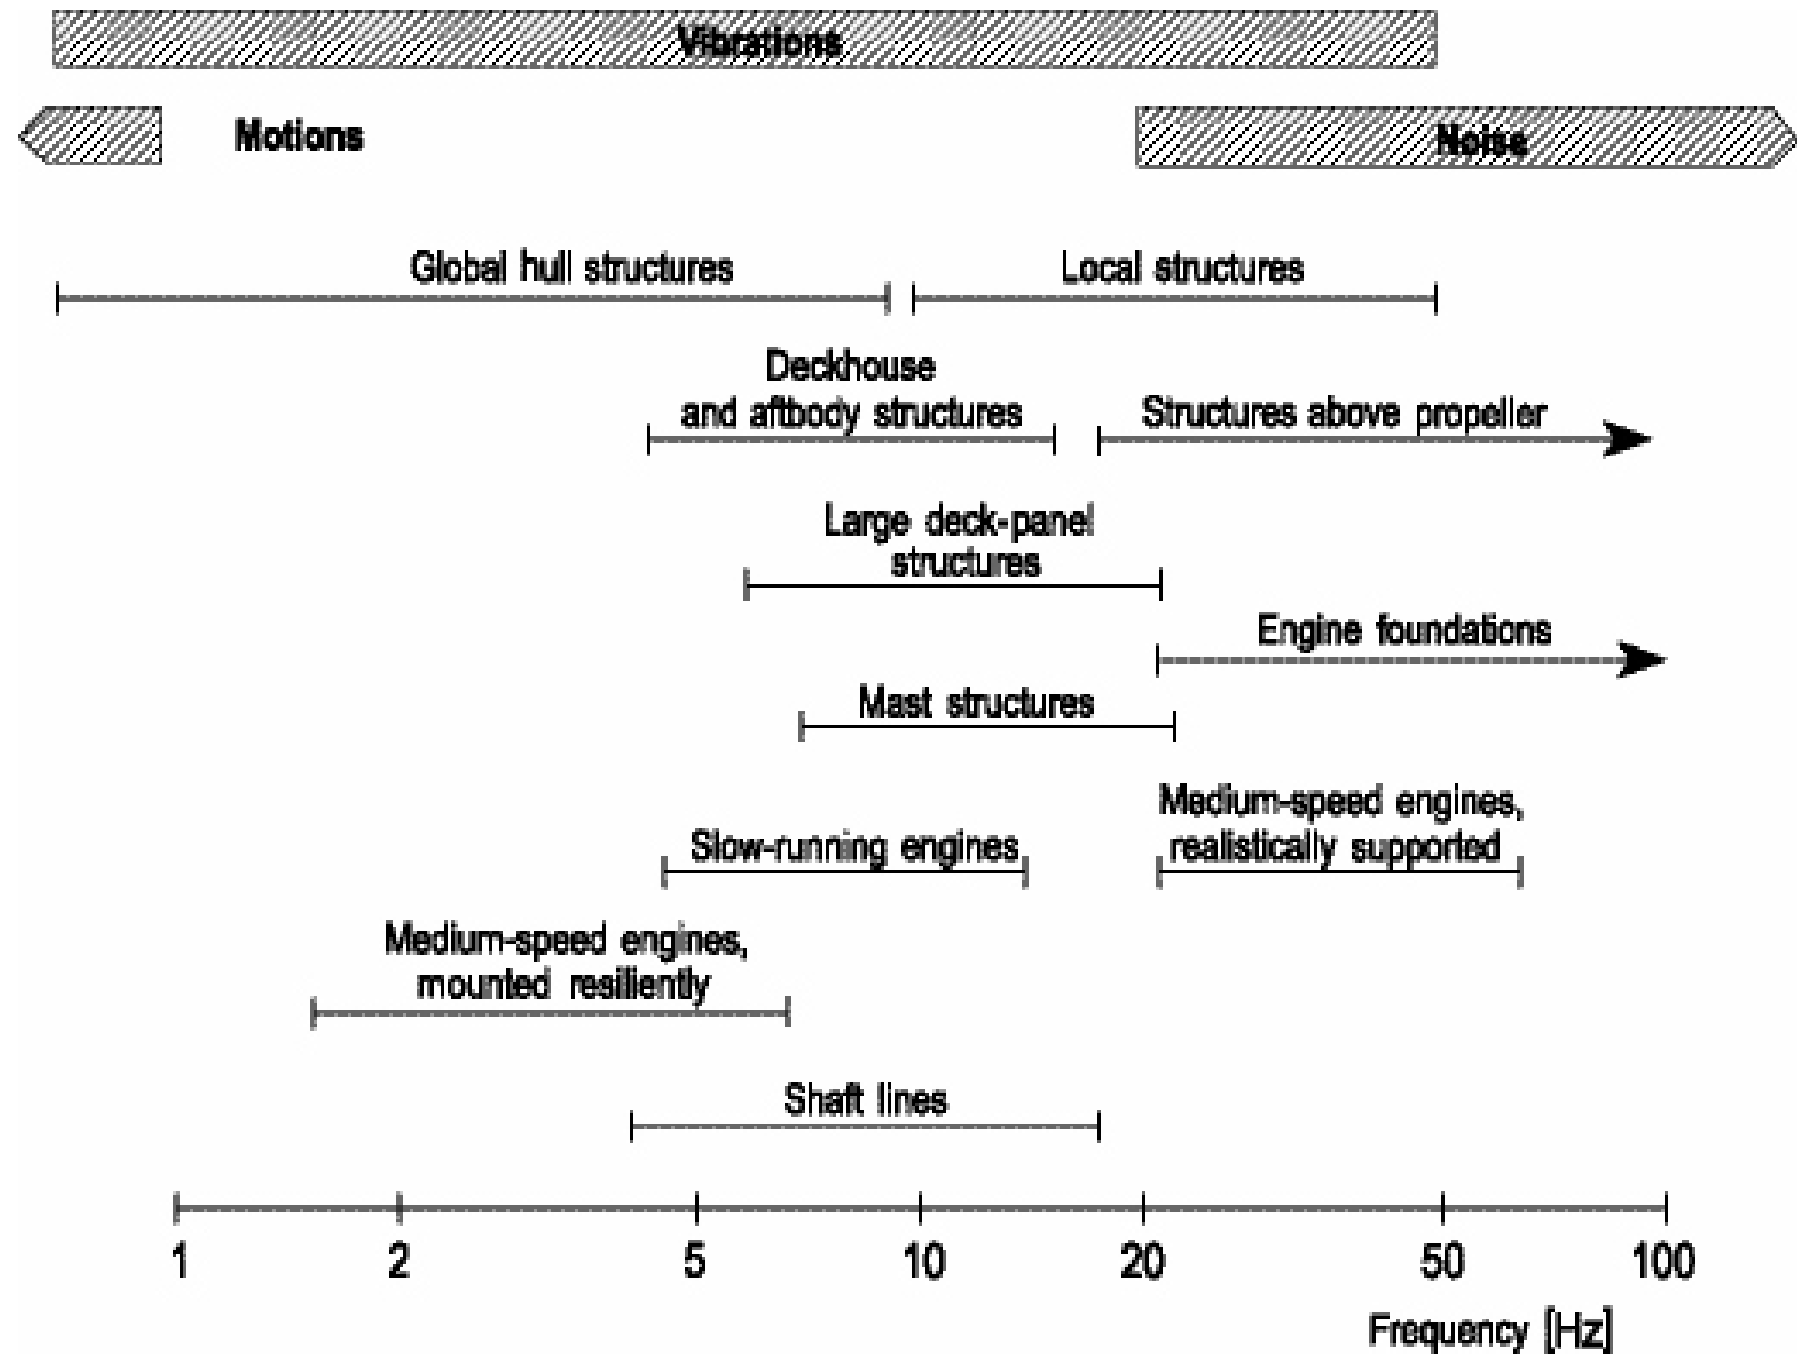 Vibrations
Motions
Noise
Global hull structures
Local structures
Deckhouse
and aftbody structures
Structures above propeller
Large deck-panel
structures
Engine foundations
Mast structures
Medium-speed engines,
realistically supported
Slow-running engines
Medium-speed engines,
mounted resiliently
Shaft lines
1 2 5 10 20 50 100
Frequency [Hz]